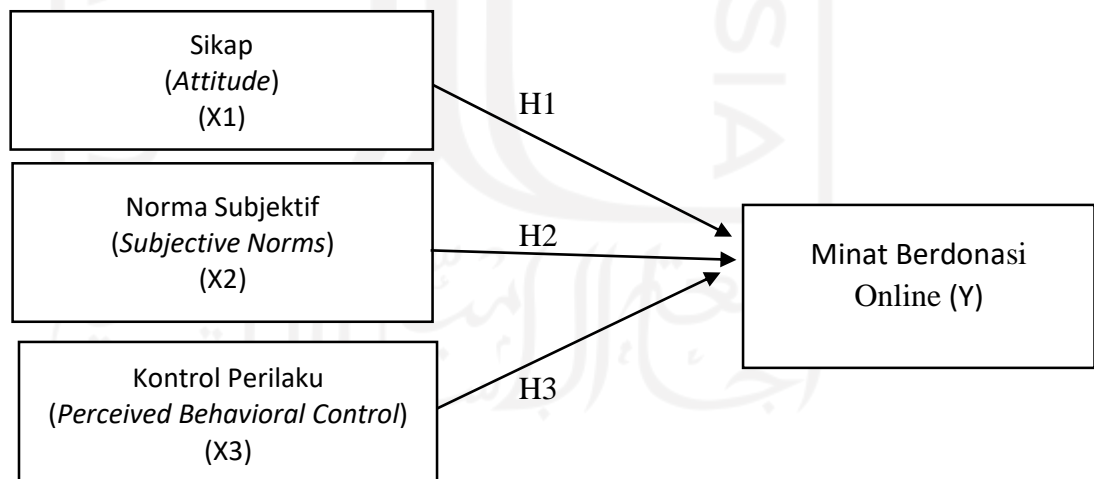 Sikap
(Attitude)
(X1)
H1
Norma Subjektif
(Subjective Norms)
(X2)
H2
Minat Berdonasi
Online (Y)
Kontrol Perilaku
(Perceived Behavioral Control)
(X3)
H3
SIA